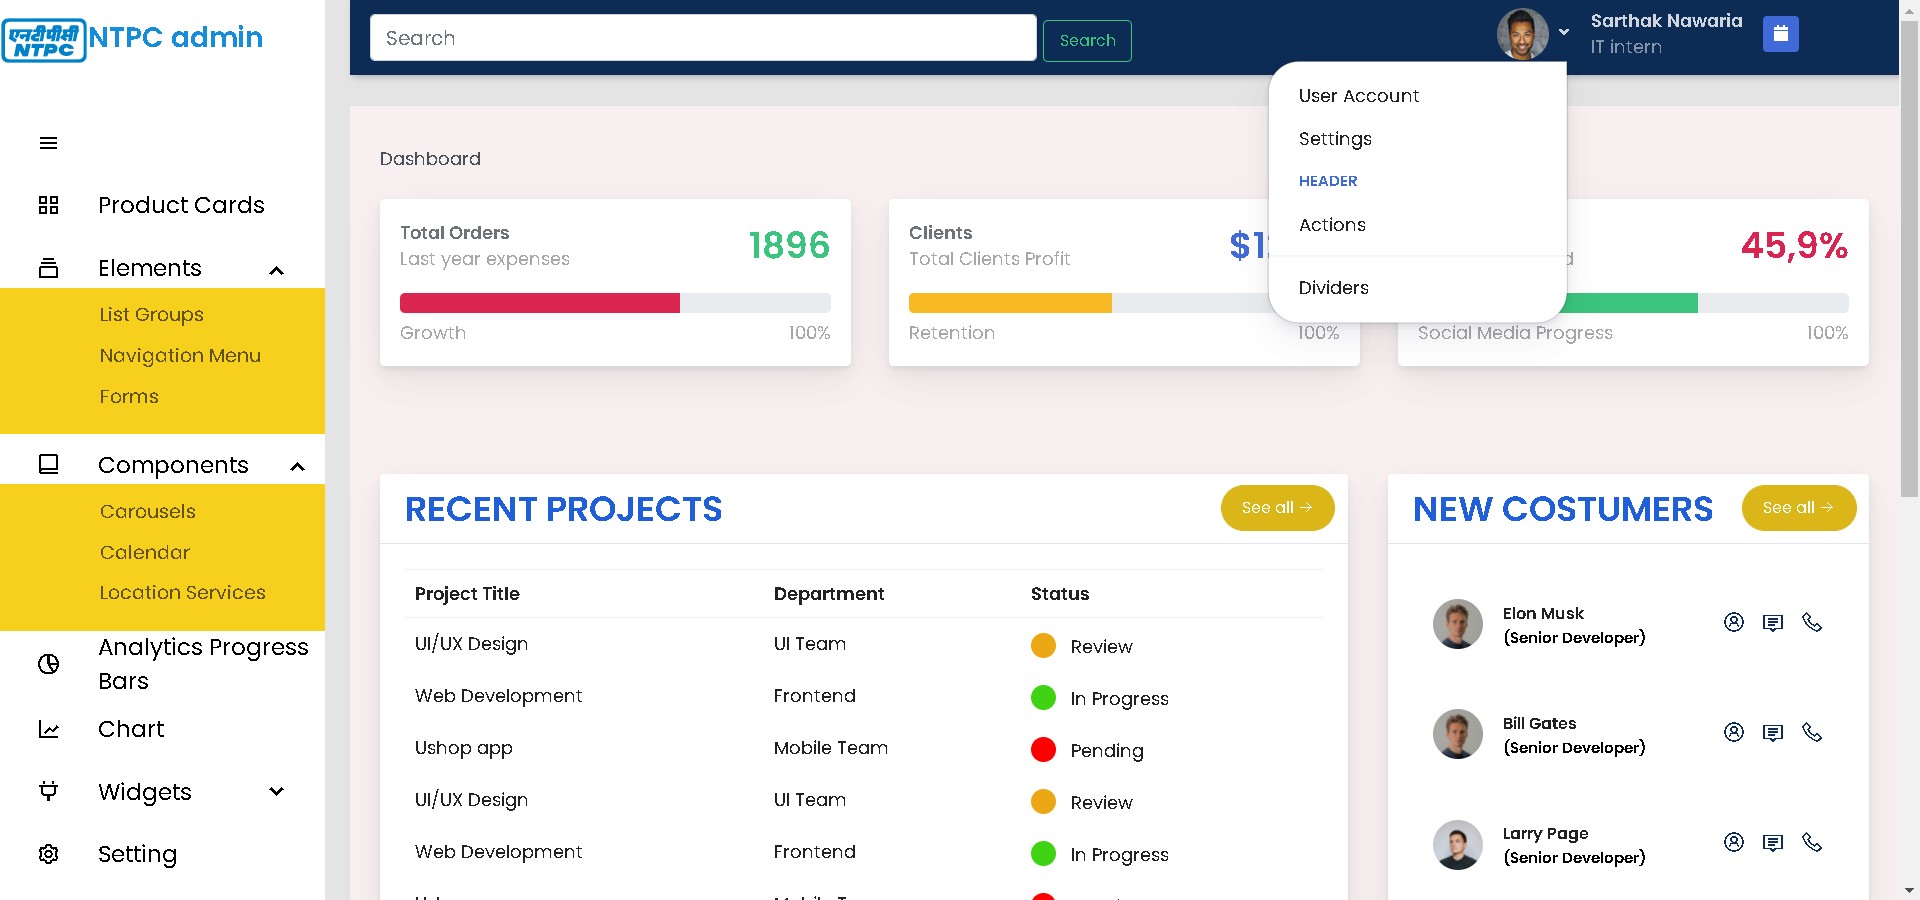 एनटीपीसी
NTPC
NTPC admin
Search
Search
Sarthak Nawaria
IT intern
User Account
Settings
HEADER
Actions
Dividers
Product Cards
Elements
List Groups
Navigation Menu
Forms
Components
Carousels
Calendar
Location Services
Analytics Progress
Bars
Chart
Widgets
Setting
Dashboard
Total Orders
Last year expenses
1896
Growth
100%
Clients
Total Clients Profit
Retention
100%
45,9%
Social Media Progress
100%
RECENT PROJECTS
See all →
Project Title Department Status
UI/UX Design UI Team Review
Web Development Frontend In Progress
Ushop app Mobile Team Pending
UI/UX Design UI Team Review
Web Development Frontend In Progress
NEW COSTUMERS
See all →
Elon Musk
(Senior Developer)
Bill Gates
(Senior Developer)
Larry Page
(Senior Developer)